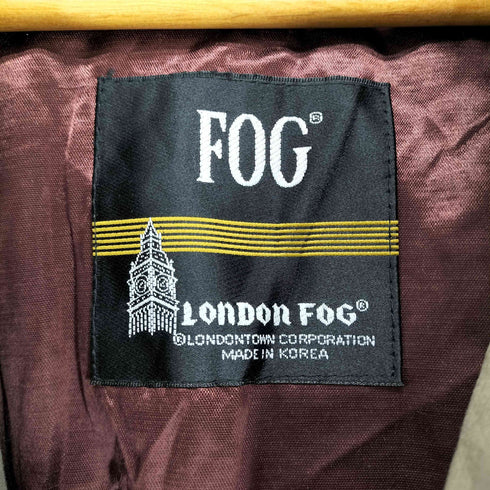 FOG®
LONDON FOG®
®LONDONTOWN CORPORATION
MADE IN KOREA